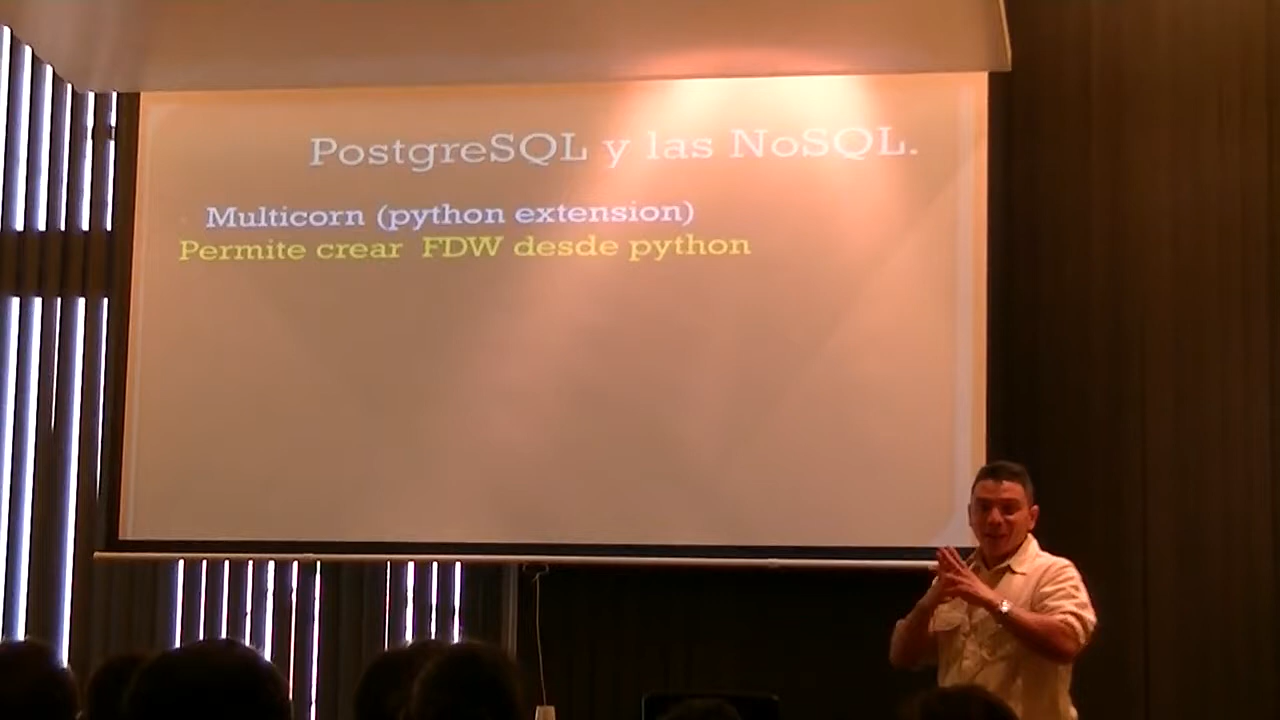 PostgreSQL y las NoSQL.
Multicorn (python extension)
Permite crear FDW desde python